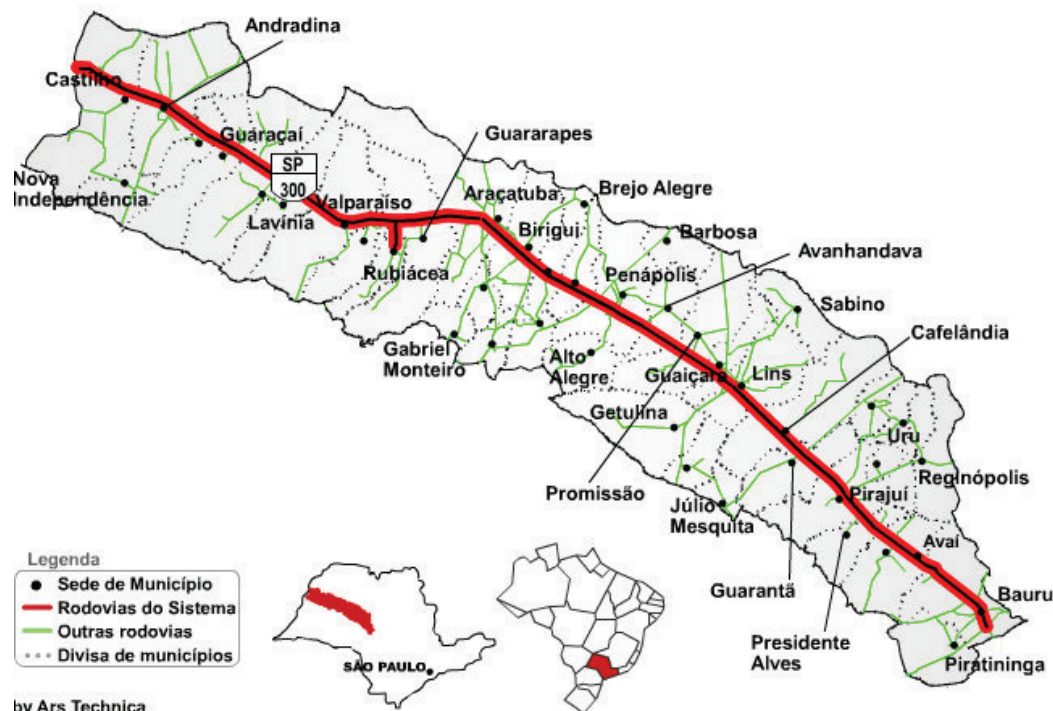 Andradina
Castilho
Guaraçaí
Guararapes
SP
300
Nova
Independência
Valparaiso
Araçatuba
Brejo Alegre
Lavínia
Birigui
Barbosa
Avanhandava
Rubiácea
Penápolis
Sabino
Gabriel
Monteiro
Alto
Alegre
Guaiçara
Cafelândia
Lins
Getulina
Uru
Promissão
Reginópolis
Júlio
Mesquita
Pirajuí
Avaí
Guarantã
Bauru
Presidente
Alves
Piratininga
Legenda
Sede de Município
Rodovias do Sistema
Outras rodovias
Divisa de municípios
SÃO PAULO
by Ars Technica